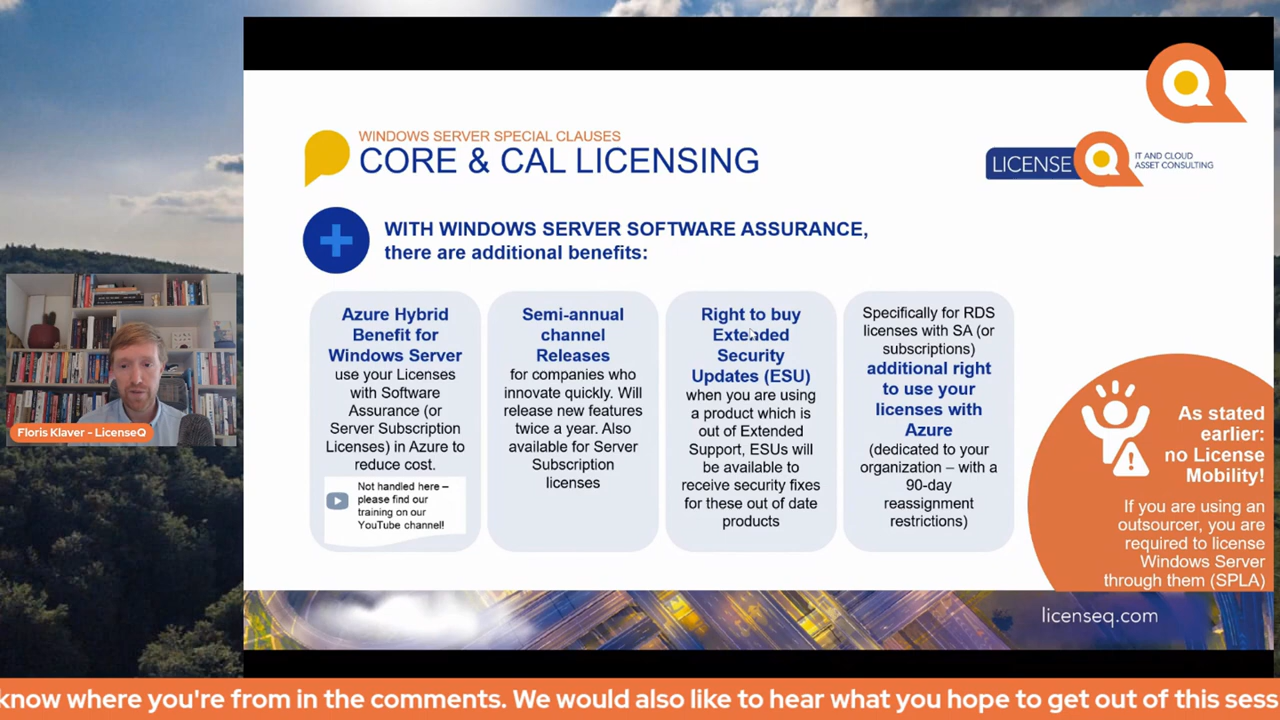 WINDOWS SERVER SPECIAL CLAUSES
CORE & CAL LICENSING
LICENSE
IT AND CLOUD
ASSET CONSULTING
WITH WINDOWS SERVER SOFTWARE ASSURANCE,
there are additional benefits:
Azure Hybrid
Benefit for
Windows Server
use your Licenses
with Software
Assurance (or
Server Subscription
Licenses) in Azure to
reduce cost.
Not handled here –
please find our
training on our
YouTube channel!
Semi-annual
channel
Releases
for companies who
innovate quickly. Will
release new features
twice a year. Also
available for Server
Subscription
licenses
Right to buy
Extended
Security
Updates (ESU)
when you are using
a product which is
out of Extended
Support, ESUs will
be available to
receive security fixes
for these out of date
products
Specifically for RDS
licenses with SA (or
subscriptions)
additional right
to use your
licenses with
Azure
(dedicated to your
organization – with a
90-day
reassignment
restrictions)
As stated
earlier:
no License
Mobility!
If you are using an
outsourcer, you are
required to license
Windows Server
through them (SPLA)
Floris Klaver - LicenseQ
licenseq.com
know where you're from in the comments. We would also like to hear what you hope to get out of this sess